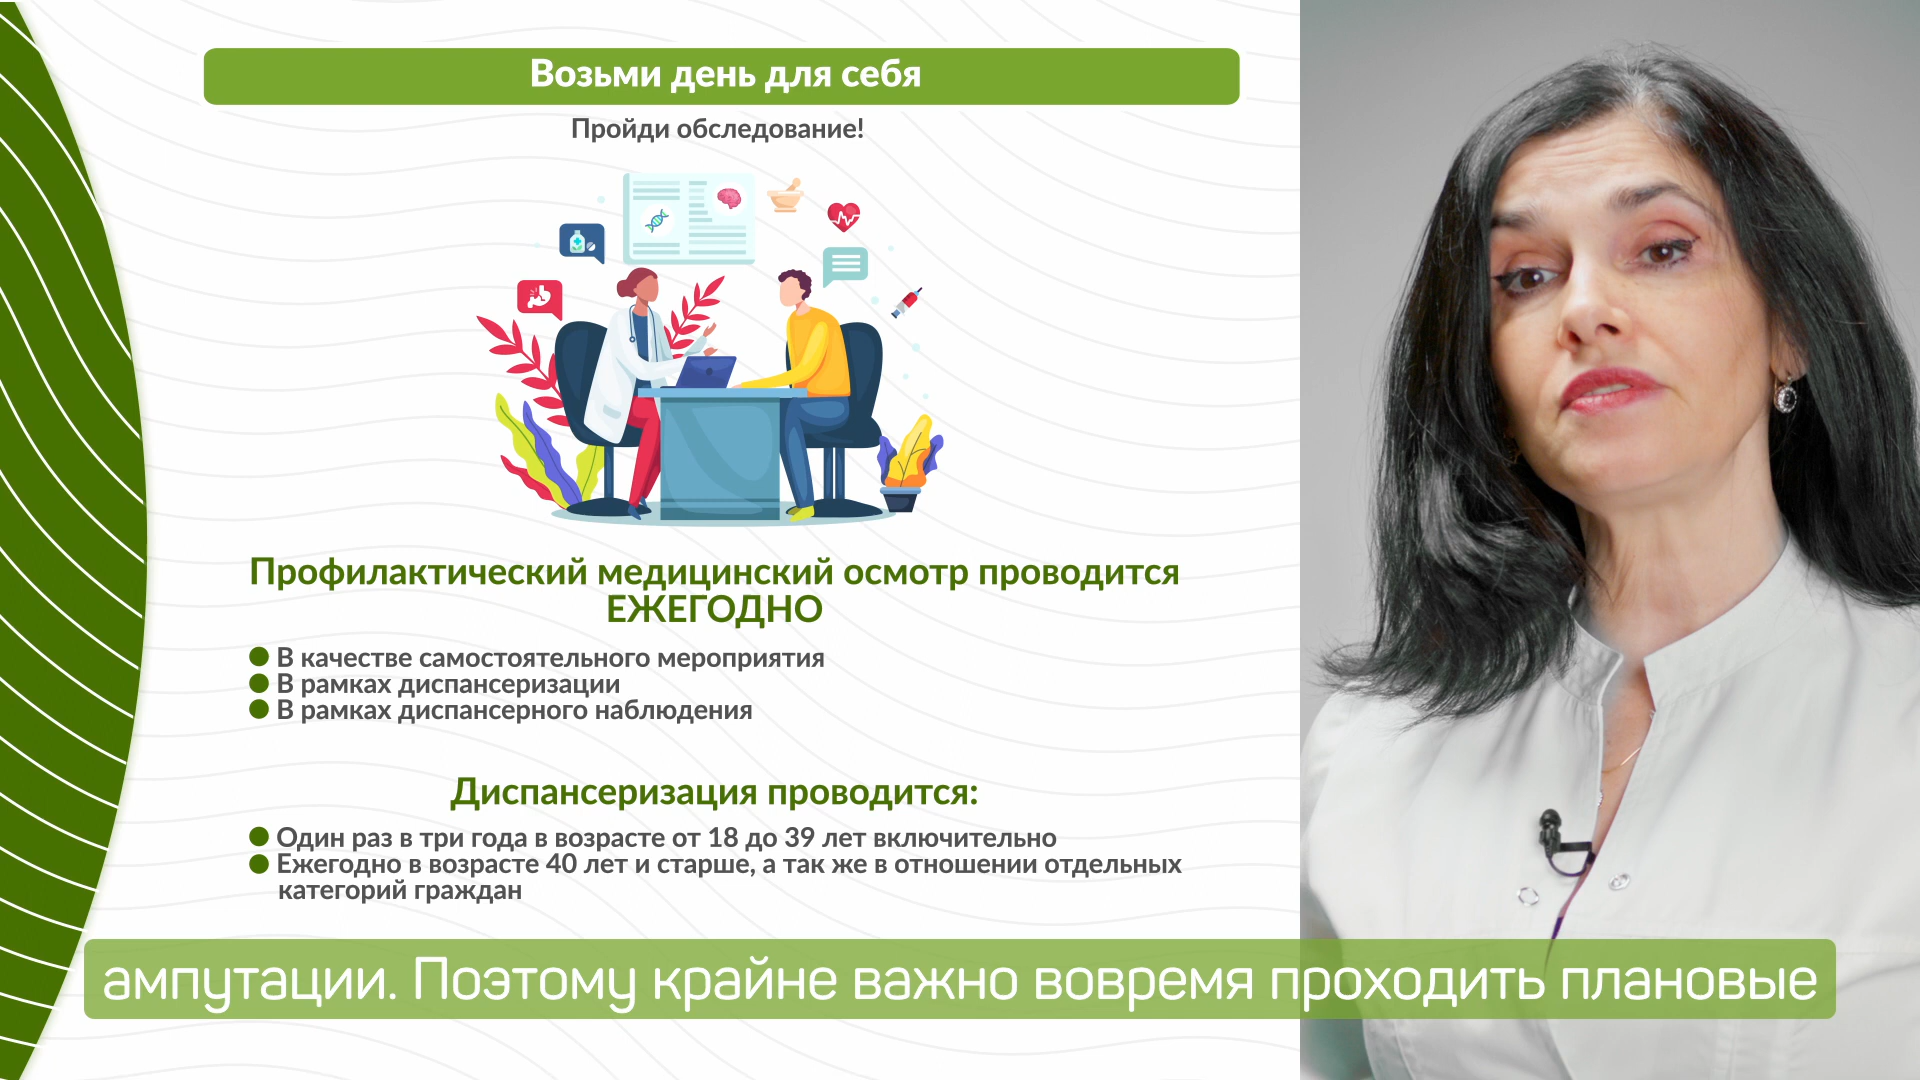 Возьми день для себя
Пройди обследование!
Профилактический медицинский осмотр проводится
ЕЖЕГОДНО
В качестве самостоятельного мероприятия
В рамках диспансеризации
В рамках диспансерного наблюдения
Диспансеризация проводится:
Один раз в три года в возрасте от 18 до 39 лет включительно
Ежегодно в возрасте 40 лет и старше, а так же в отношении отдельных
категорий граждан
ампутации. Поэтому крайне важно вовремя проходить плановые